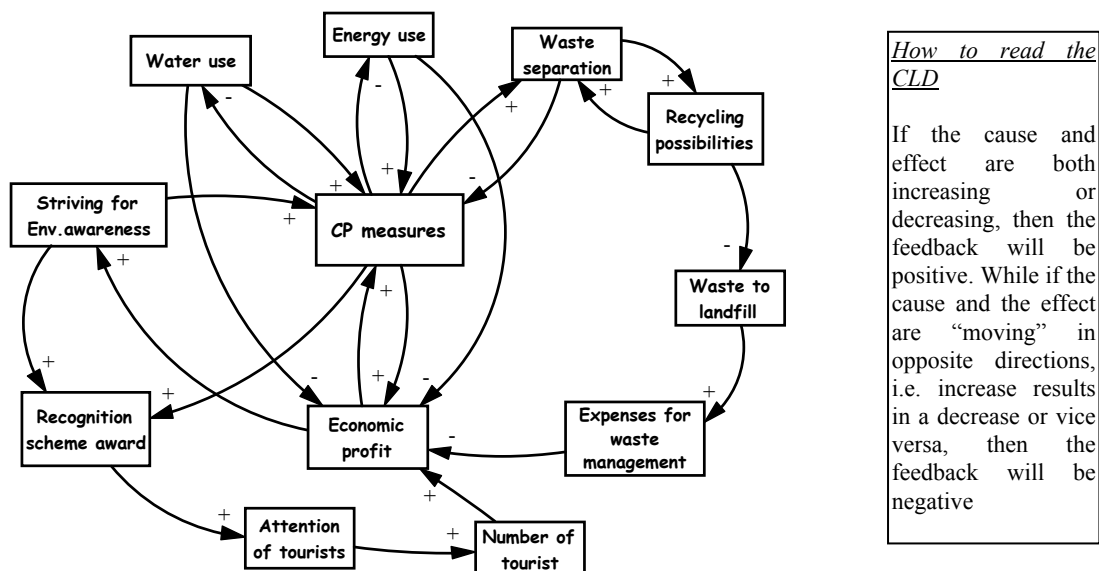 Energy use
Water use
Waste
separation
Recycling
possibilities
Striving for
Env.awareness
CP measures
Waste to
landfill
Recognition
scheme award
Economic
profit
Expenses for
waste
management
Attention
of tourists
Number of
tourist
-
-
+
+
+
+
+
+
-
+
+
-
+
+
+
+
-
+
-
+
-
+
+
+
How to read the
CLD
If the cause and
effect are both
increasing or
decreasing, then the
feedback will be
positive. While if the
cause and the effect
are “moving” in
opposite directions,
i.e. increase results
in a decrease or vice
versa, then the
feedback will be
negative